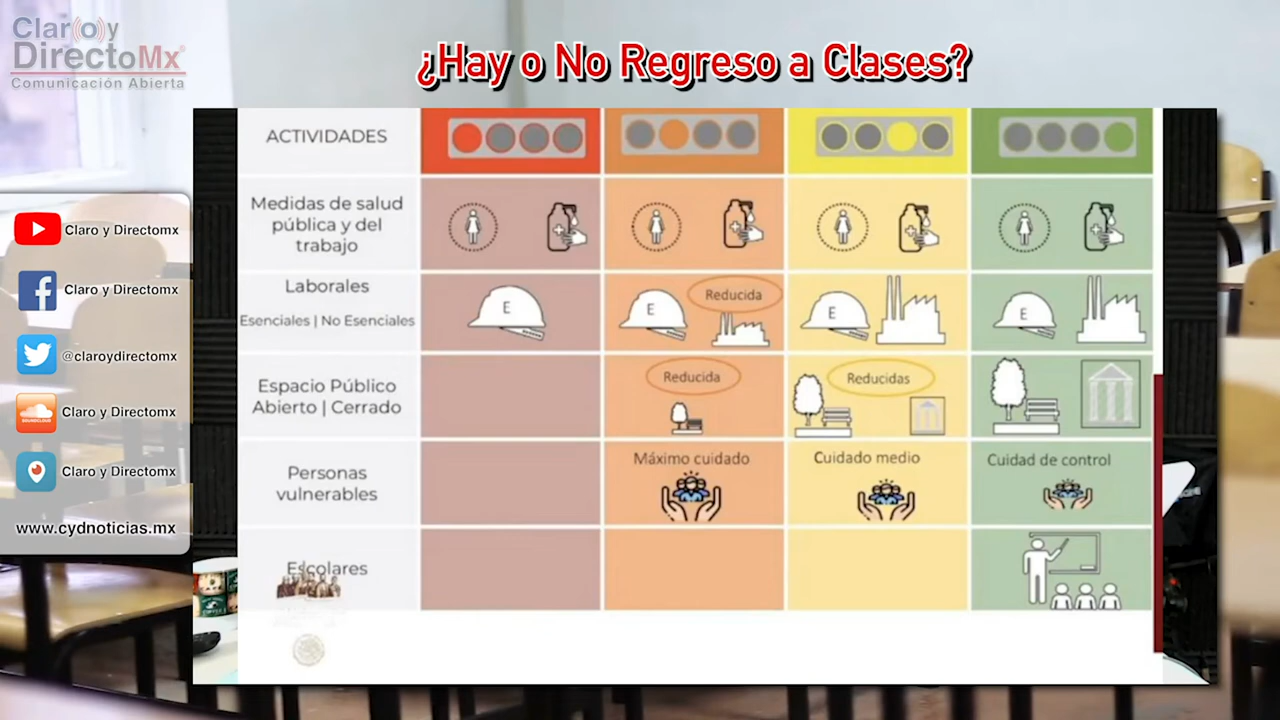 Claro y
DirectoMx
Comunicación Abierta
¿Hay o No Regreso a Clases?
ACTIVIDADES
Medidas de salud
pública y del
trabajo
Laborales
Esenciales | No Esenciales
E
E
Reducida
E
E
Espacio Público
Abierto | Cerrado
Reducida
Reducidas
Personas
vulnerables
Máximo cuidado
Cuidado medio
Cuidad de control
Escolares
Claro y Directomx
Claro y Directomx
@claroydirectomx
SOUNDCLOUD
Claro y Directomx
Claro y Directomx
www.cydnoticias.mx